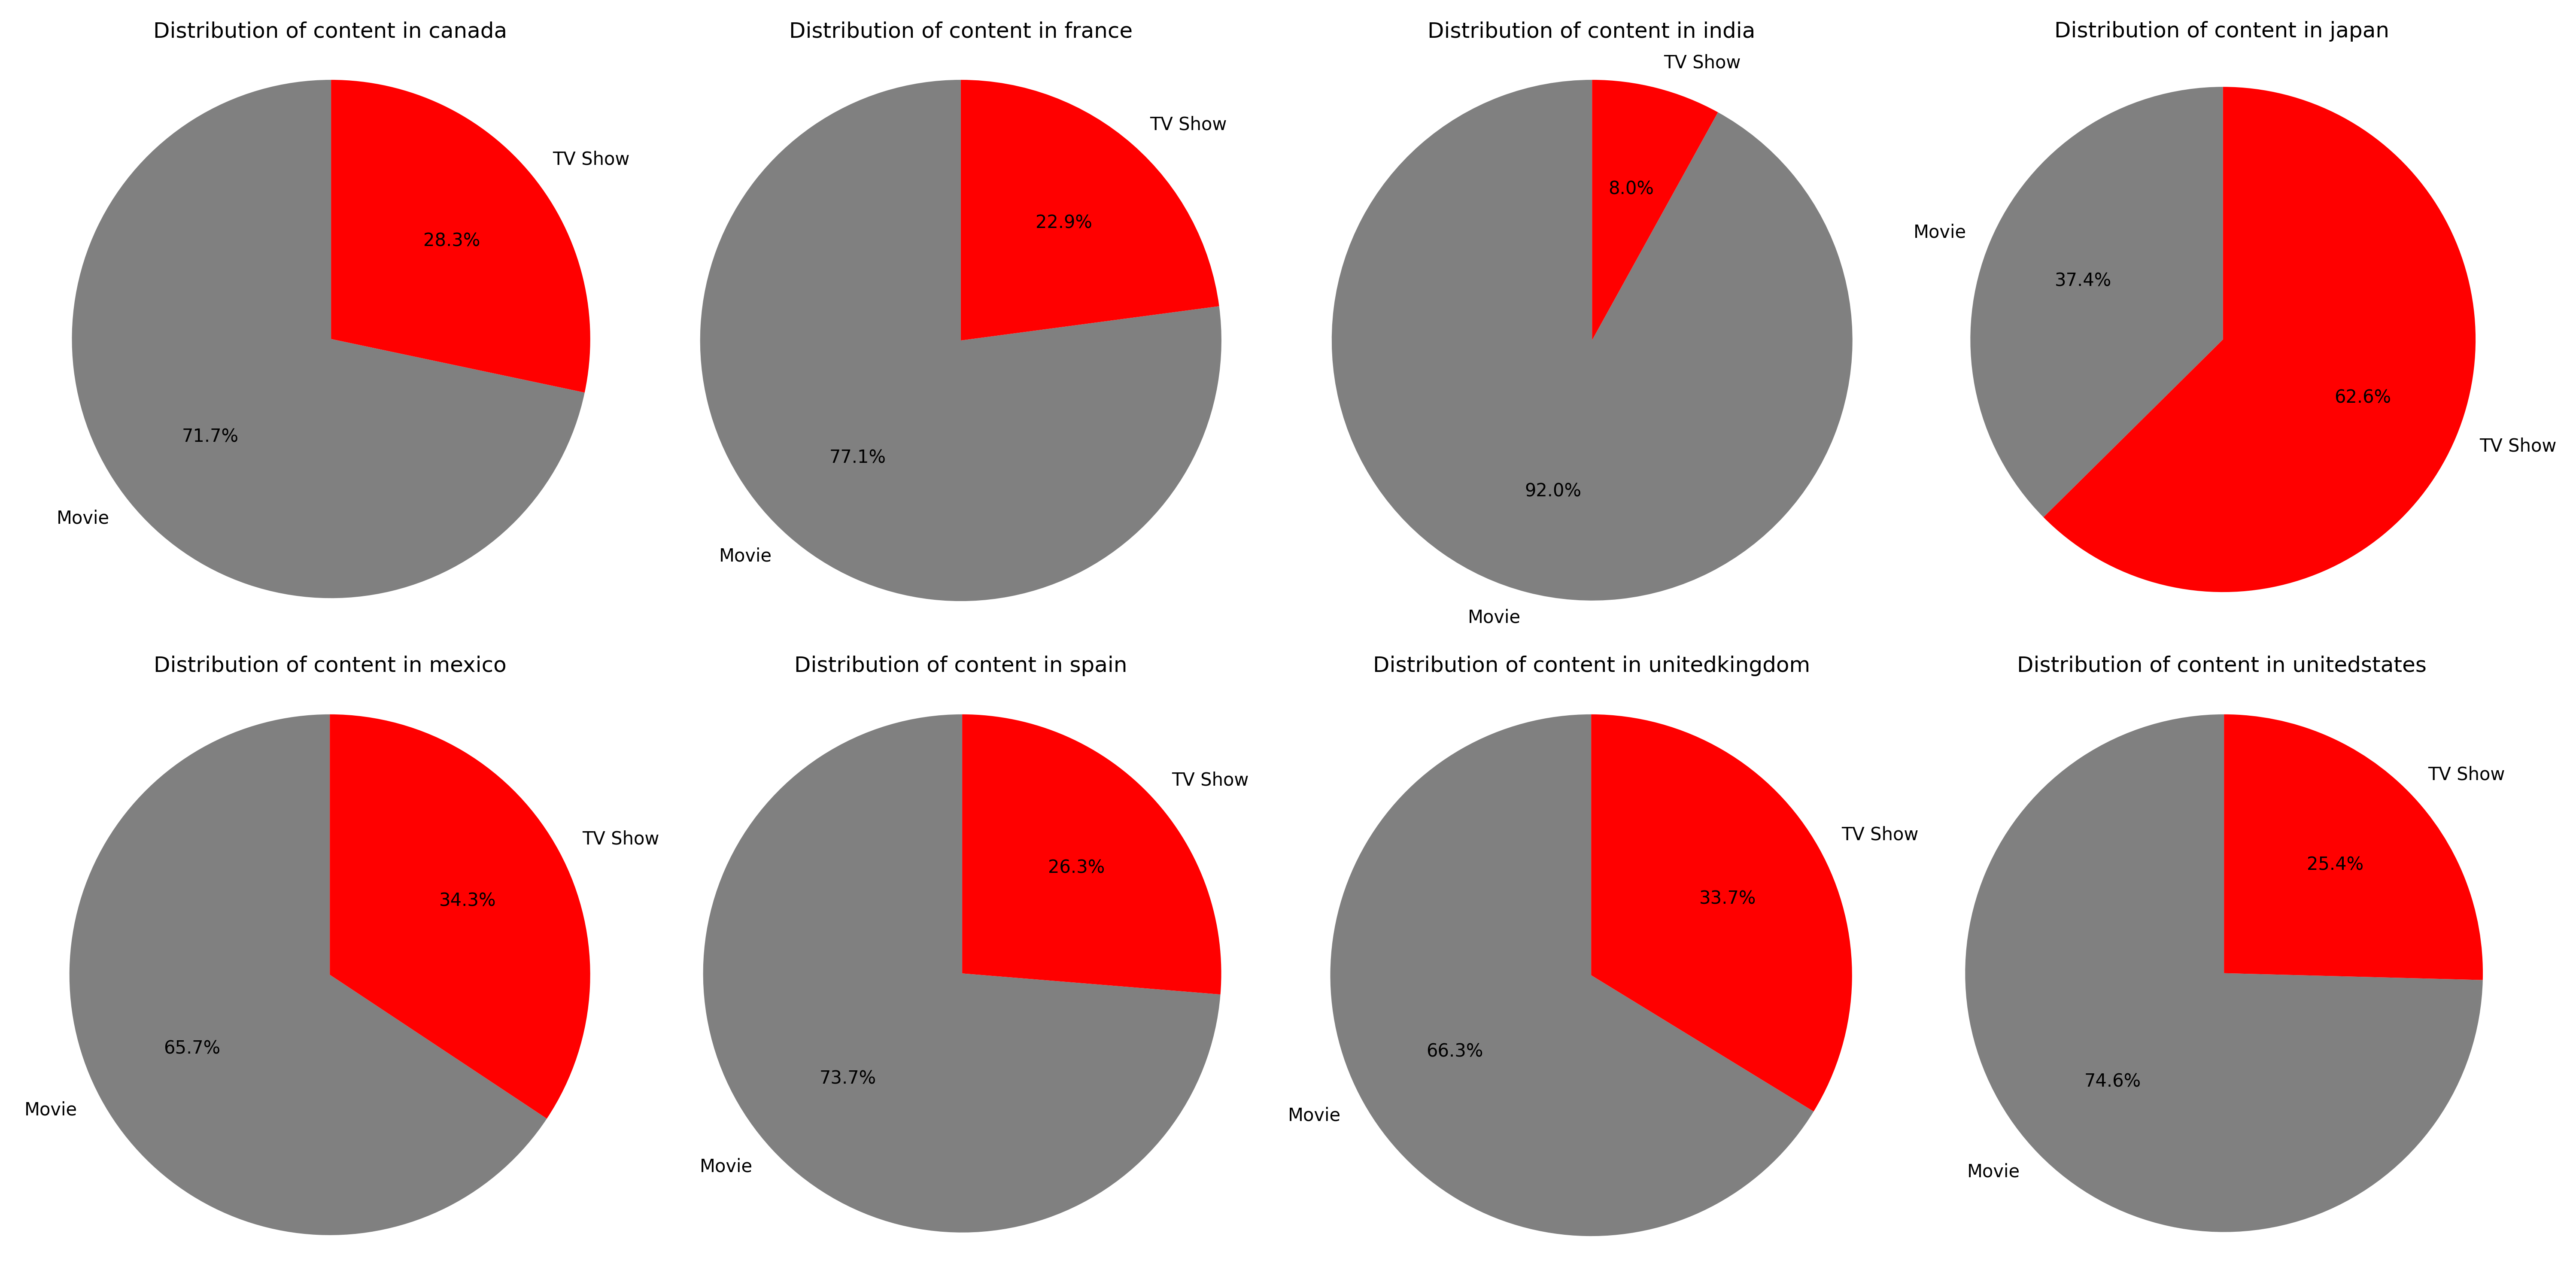 Distribution of content in canada
TV Show
28.3%
71.7%
Movie
Distribution of content in france
TV Show
22.9%
77.1%
Movie
Distribution of content in india
TV Show
8.0%
92.0%
Movie
Distribution of content in japan
Movie
37.4%
62.6%
TV Show
Distribution of content in mexico
TV Show
34.3%
65.7%
Movie
Distribution of content in spain
TV Show
26.3%
73.7%
Movie
Distribution of content in unitedkingdom
TV Show
33.7%
66.3%
Movie
Distribution of content in unitedstates
TV Show
25.4%
74.6%
Movie